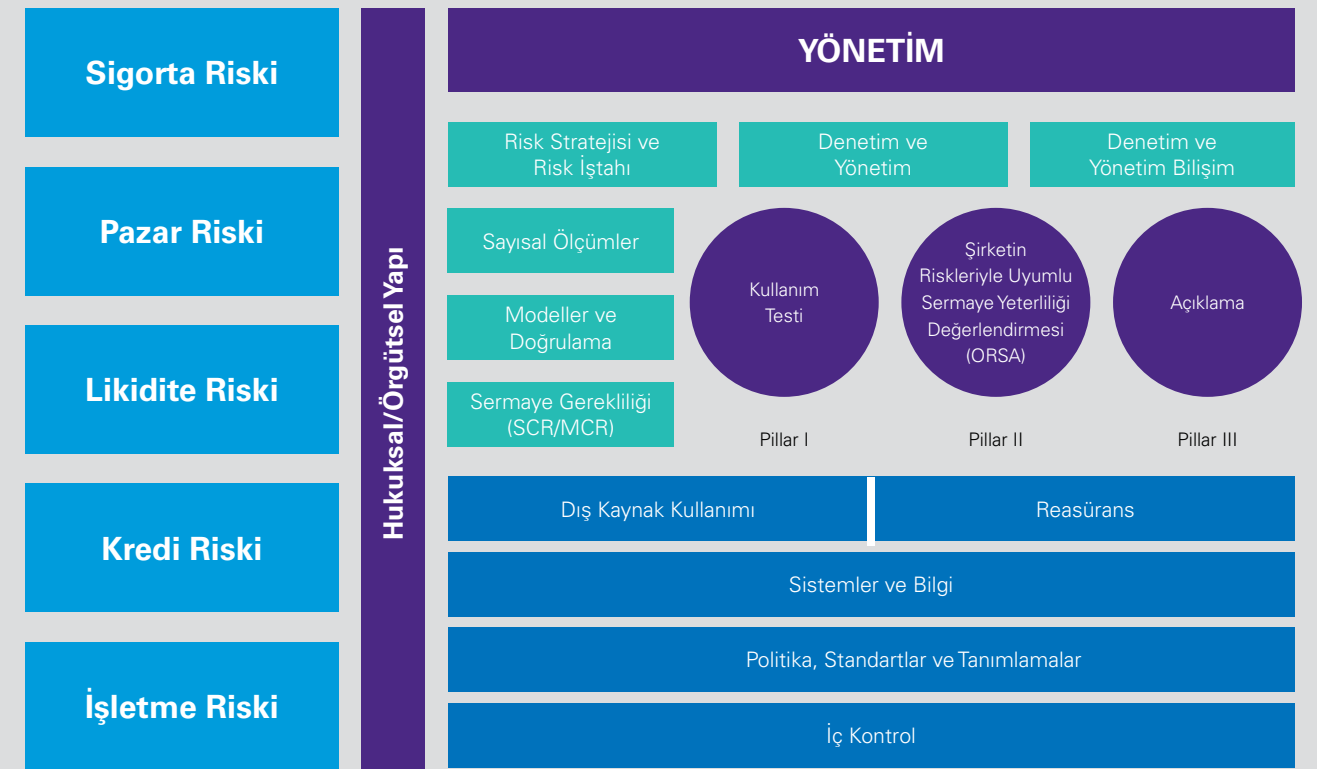 Sigorta Riski
Pazar Riski
Likidite Riski
Kredi Riski
İşletme Riski
Hukuksal/Örgütsel Yapı
YÖNETİM
Risk Stratejisi ve
Risk İştahı
Denetim ve
Yönetim
Denetim ve
Yönetim Bilişim
Sayısal Ölçümler
Modeller ve
Doğrulama
Sermaye Gerekliliği
(SCR/MCR)
Kullanım
Testi
Pillar I
Şirketin
Riskleriyle Uyumlu
Sermaye Yeterliliği
Değerlendirmesi
(ORSA)
Pillar II
Açıklama
Pillar III
Dış Kaynak Kullanımı
Reasürans
Sistemler ve Bilgi
Politika, Standartlar ve Tanımlamalar
İç Kontrol